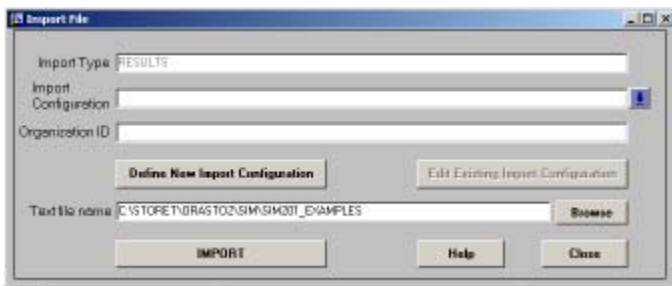 Import File
Import Type RESULTS
Import Configuration
Organization ID
Define New Import Configuration Edit Existing Import Configuration
Text file name C:\STORET\ORASTO2\SIM\SIM201_EXAMPLES Browse
IMPORT Help Close